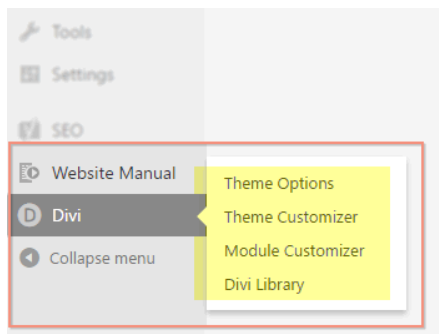 Tools
Settings
SEO
Website Manual
Divi
Collapse menu
Theme Options
Theme Customizer
Module Customizer
Divi Library